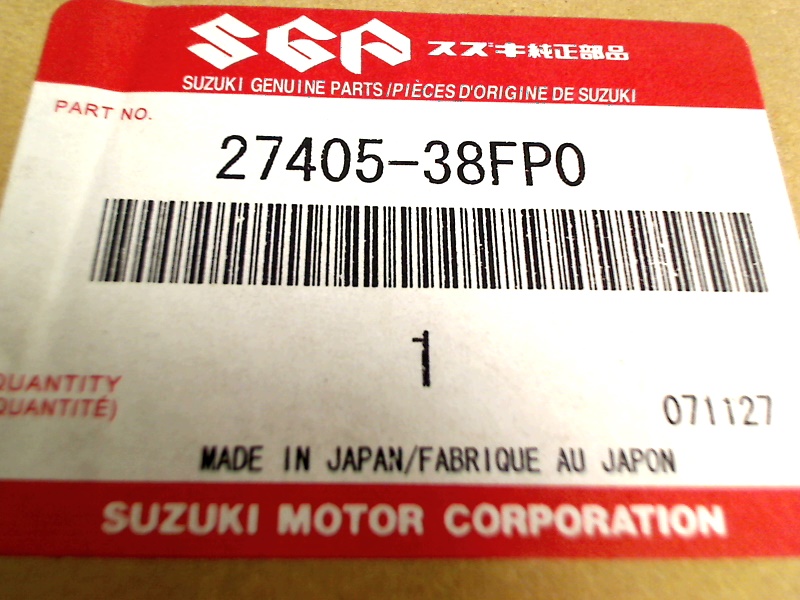 SGP スズキ純正部品
SUZUKI GENUINE PARTS/PIÈCES D'ORIGINE DE SUZUKI
PART NO.
27405-38FP0
1
QUANTITY
QUANTITÉ)
071127
MADE IN JAPAN/FABRIQUE AU JAPON
SUZUKI MOTOR CORPORATION